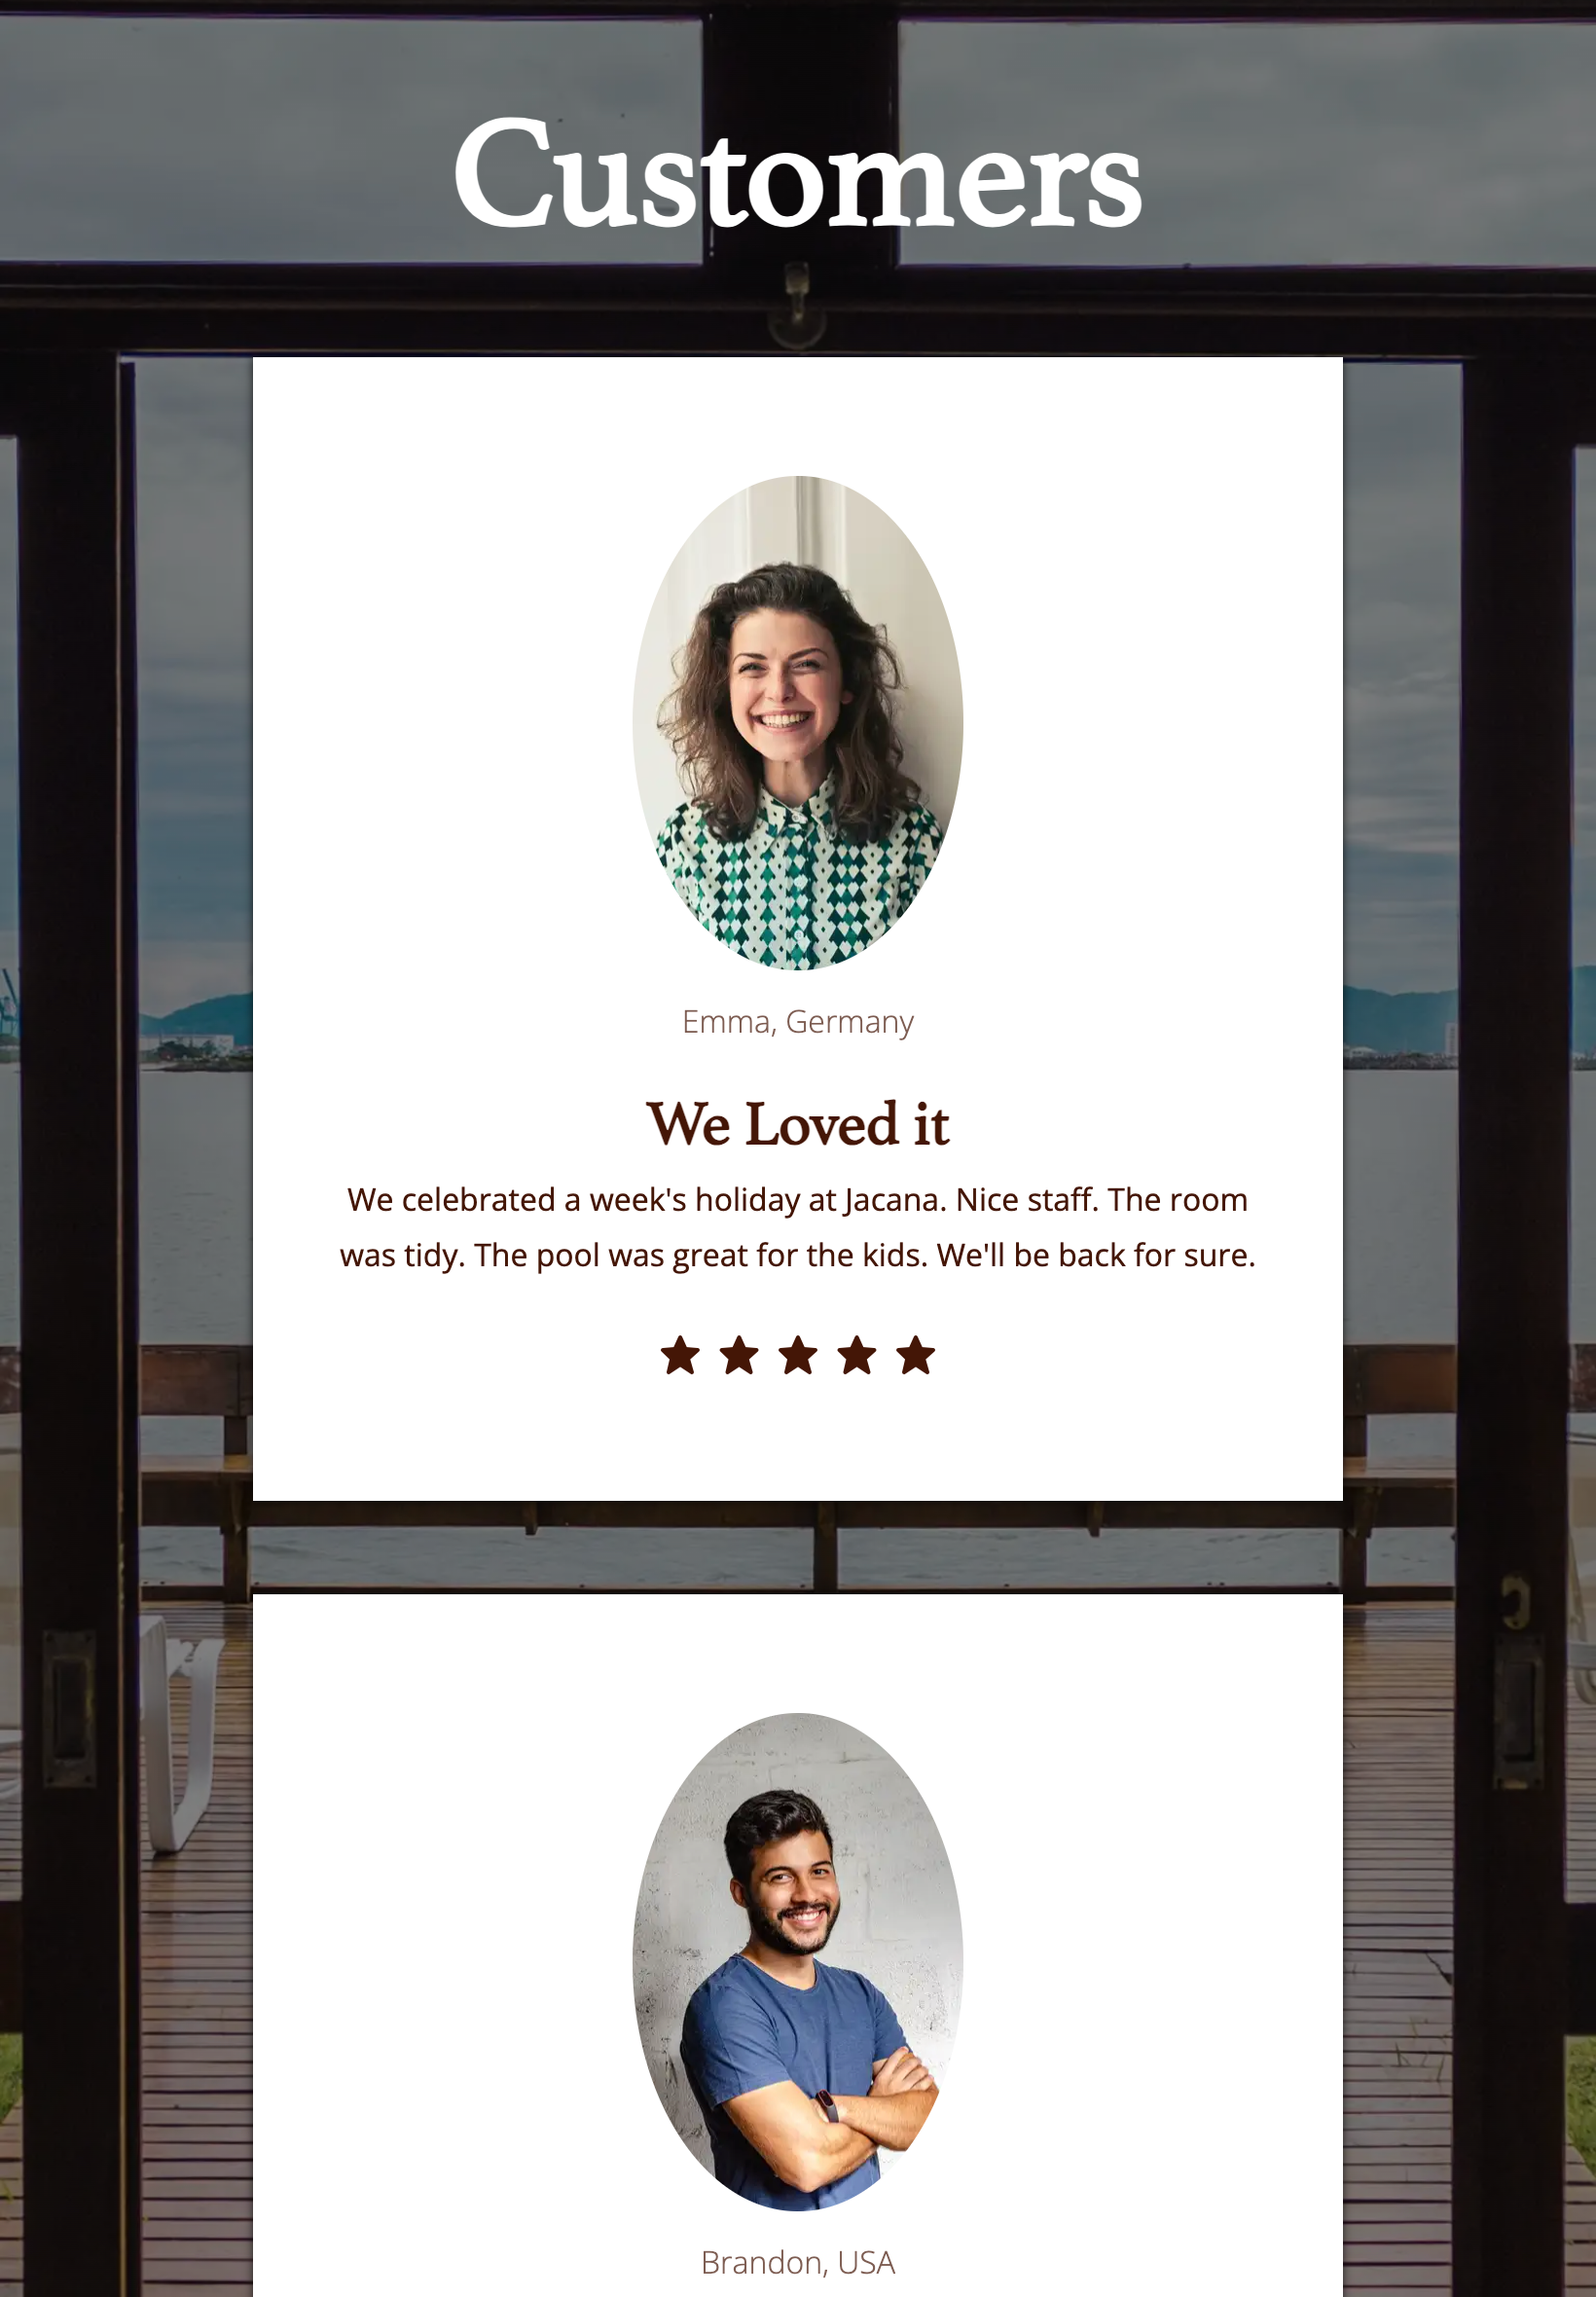 Customers
Emma, Germany
We Loved it
We celebrated a week's holiday at Jacana. Nice staff. The room
was tidy. The pool was great for the kids. We'll be back for sure.
Brandon, USA